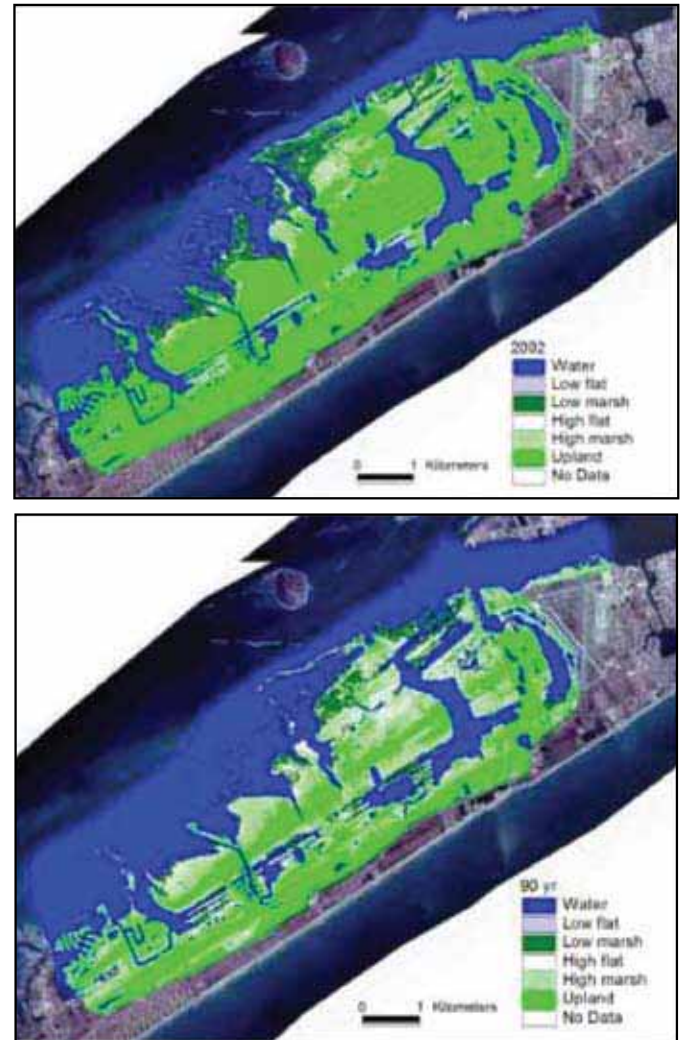 2002
Water
Low flat
Low marsh
High flat
High marsh
Upland
No Data
0 1 Kilometers
90 yr
Water
Low flat
Low marsh
High flat
High marsh
Upland
No Data
0 1 Kilometers